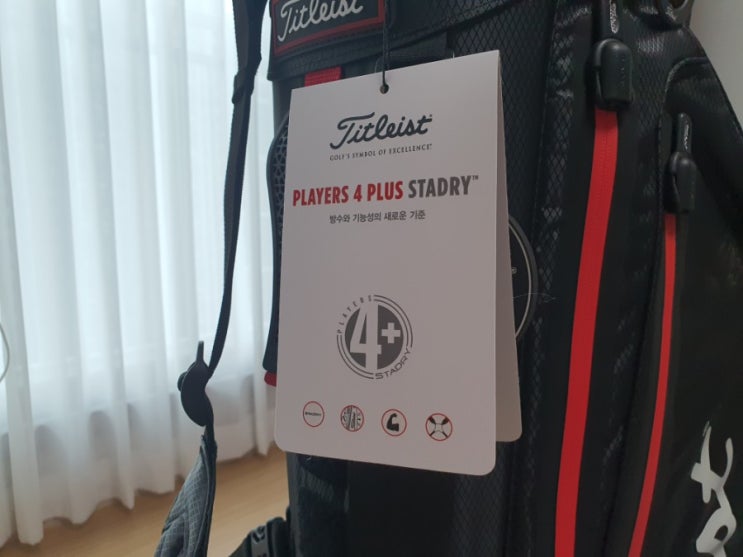 Titleist
Titleist
GOLF'S SYMBOL OF EXCELLENCE®
PLAYERS 4 PLUS STADRY™
방수와 기능성의 새로운 기준
PLAYERS
4+
STADRY